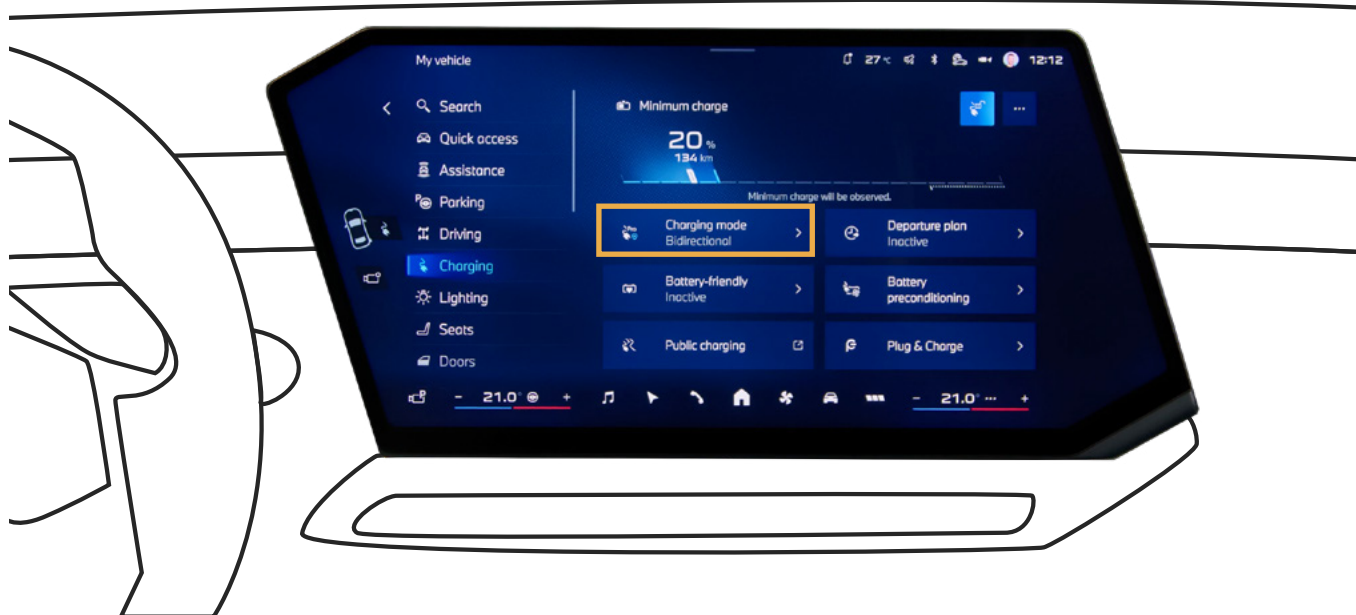 My vehicle
27°C
12:12
Search
Quick access
Assistance
Parking
Driving
Charging
Lighting
Seats
Doors
Minimum charge
20 %
134 km
Minimum charge will be observed.
Charging mode
Bidirectional
Departure plan
Inactive
Battery-friendly
Inactive
Battery
preconditioning
Public charging
Plug & Charge
- 21.0° +
- 21.0° ... +